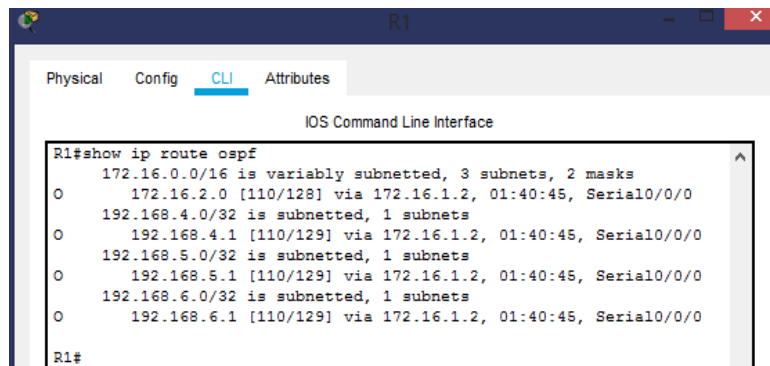 R1
Physical Config CLI Attributes
IOS Command Line Interface
R1#show ip route ospf
     172.16.0.0/16 is variably subnetted, 3 subnets, 2 masks
O       172.16.2.0 [110/128] via 172.16.1.2, 01:40:45, Serial0/0/0
     192.168.4.0/32 is subnetted, 1 subnets
O       192.168.4.1 [110/129] via 172.16.1.2, 01:40:45, Serial0/0/0
     192.168.5.0/32 is subnetted, 1 subnets
O       192.168.5.1 [110/129] via 172.16.1.2, 01:40:45, Serial0/0/0
     192.168.6.0/32 is subnetted, 1 subnets
O       192.168.6.1 [110/129] via 172.16.1.2, 01:40:45, Serial0/0/0
R1#